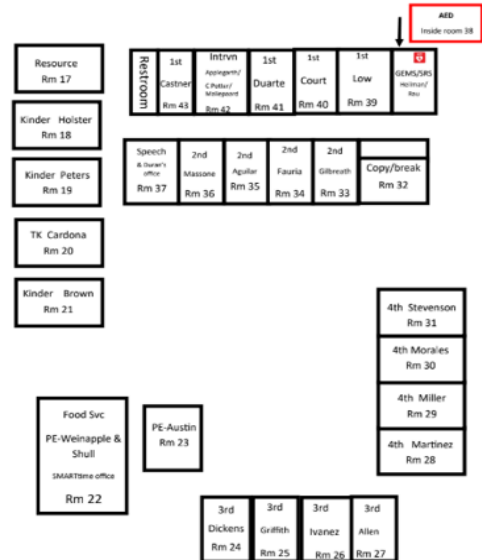 AED
Inside room 38
Resource
Rm 17
Kinder Holster
Rm 18
Kinder Peters
Rm 19
TK Cardona
Rm 20
Kinder Brown
Rm 21
Restroom
1st
Castner
Rm 43
Intrvn
Applegarth/
C Potter/
Rm 42
1st
Duarte
Rm 41
1st
Court
Rm 40
1st
Low
Rm 39
GEMS/SRS
Heilman/
Rau
Speech
& Duran's
office
Rm 37
2nd
Massone
Rm 36
2nd
Aguilar
Rm 35
2nd
Fauria
Rm 34
2nd
Gilbreath
Rm 33
Copy/break
Rm 32
4th Stevenson
Rm 31
4th Morales
Rm 30
4th Miller
Rm 29
4th Martinez
Rm 28
Food Svc
PE-Weinapple &
Shull
SMARTtime office
Rm 22
PE-Austin
Rm 23
3rd
Dickens
Rm 24
3rd
Griffith
Rm 25
3rd
Ivanez
Rm 26
3rd
Allen
Rm 27